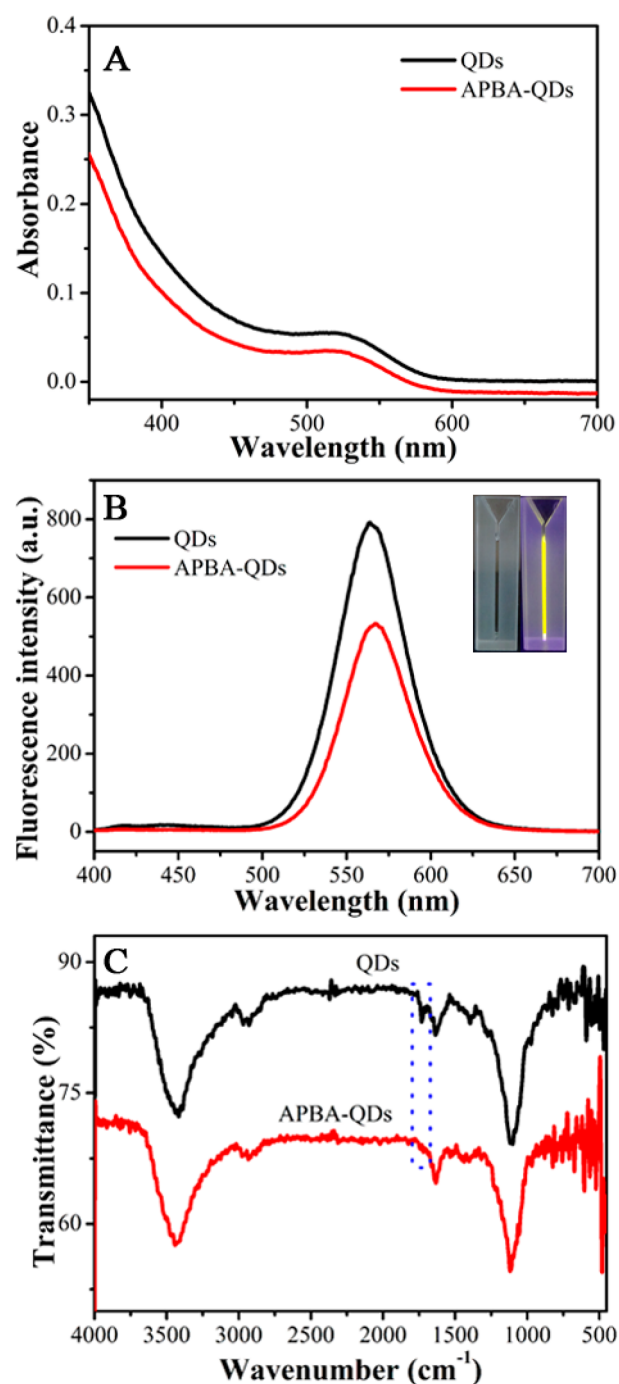 A
QDs
APBA-QDs
Absorbance
0.4
0.3
0.2
0.1
0.0
400 500 600 700
Wavelength (nm)
B
QDs
APBA-QDs
Fluorescence intensity (a.u.)
800
600
400
200
0
400 450 500 550 600 650 700
Wavelength (nm)
C
QDs
APBA-QDs
Transmittance (%)
90
75
60
4000 3500 3000 2500 2000 1500 1000 500
Wavenumber (cm⁻¹)